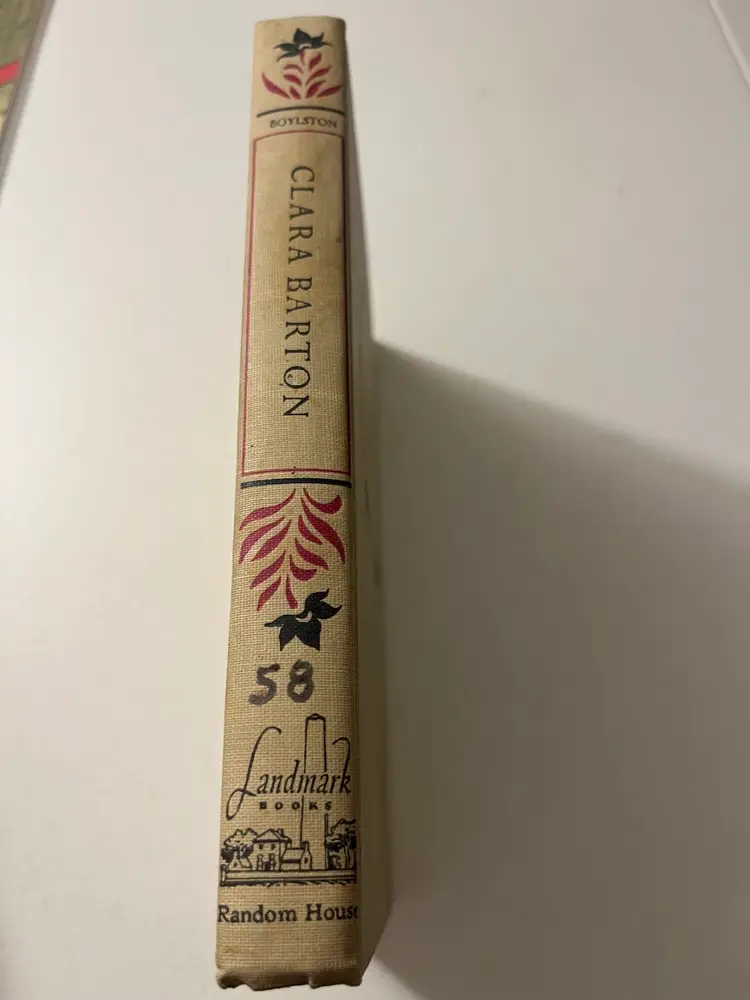 BOYLSTON
CLARA BARTON
58
Landmark
BOOKS
Random House